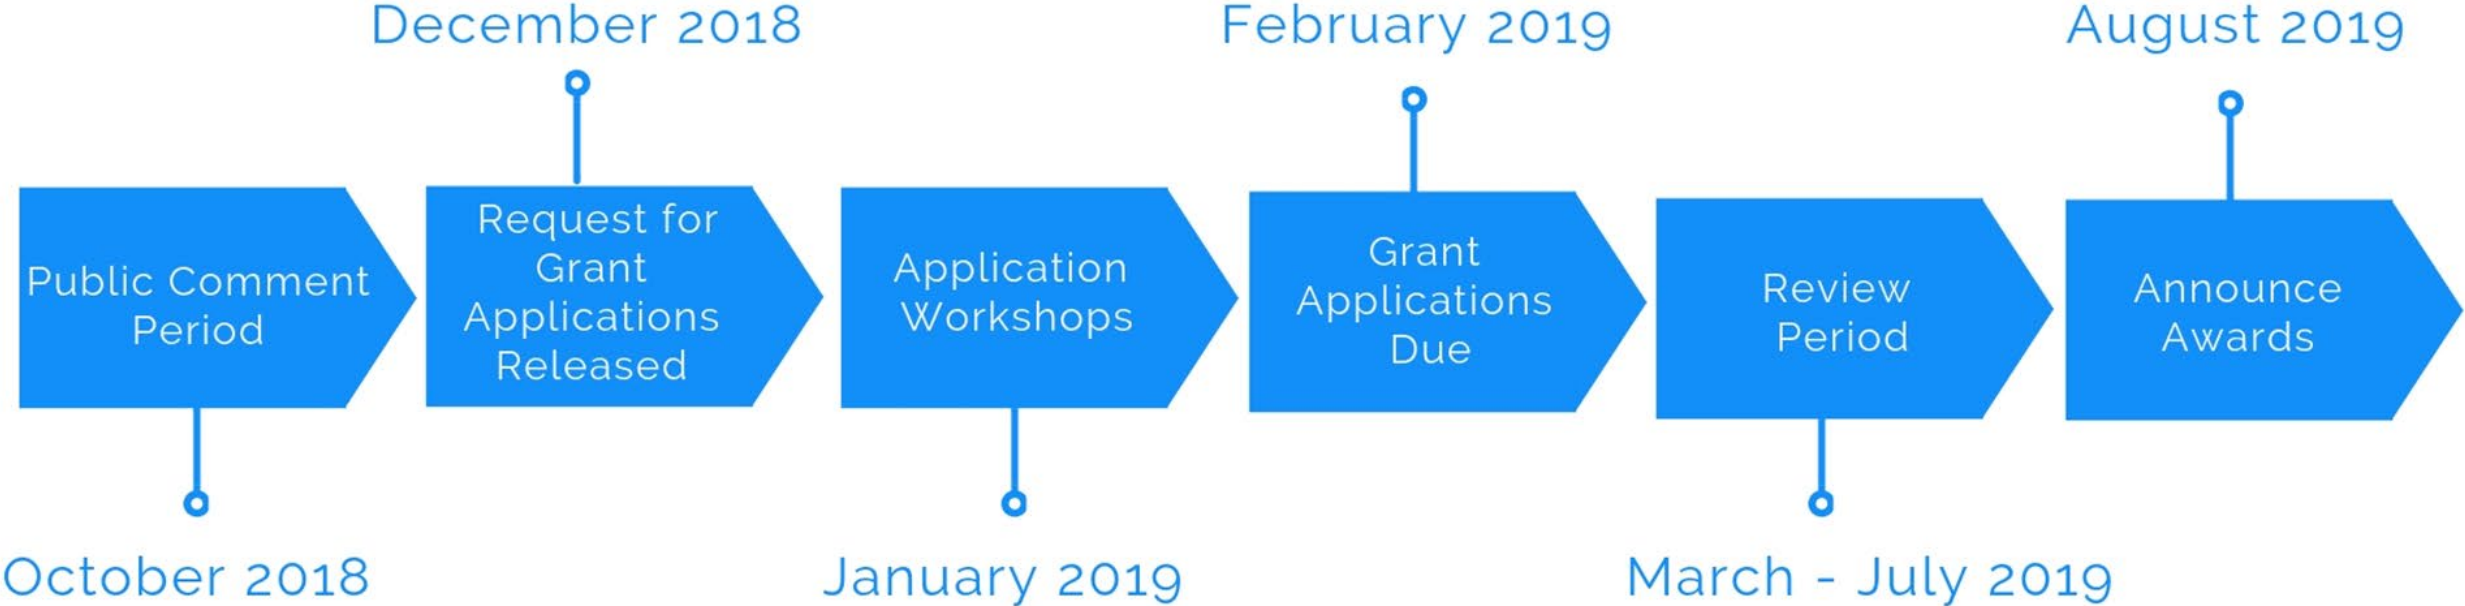 December 2018
February 2019
August 2019
Public Comment
Period
Request for
Grant
Applications
Released
Application
Workshops
Grant
Applications
Due
Review
Period
Announce
Awards
October 2018
January 2019
March - July 2019